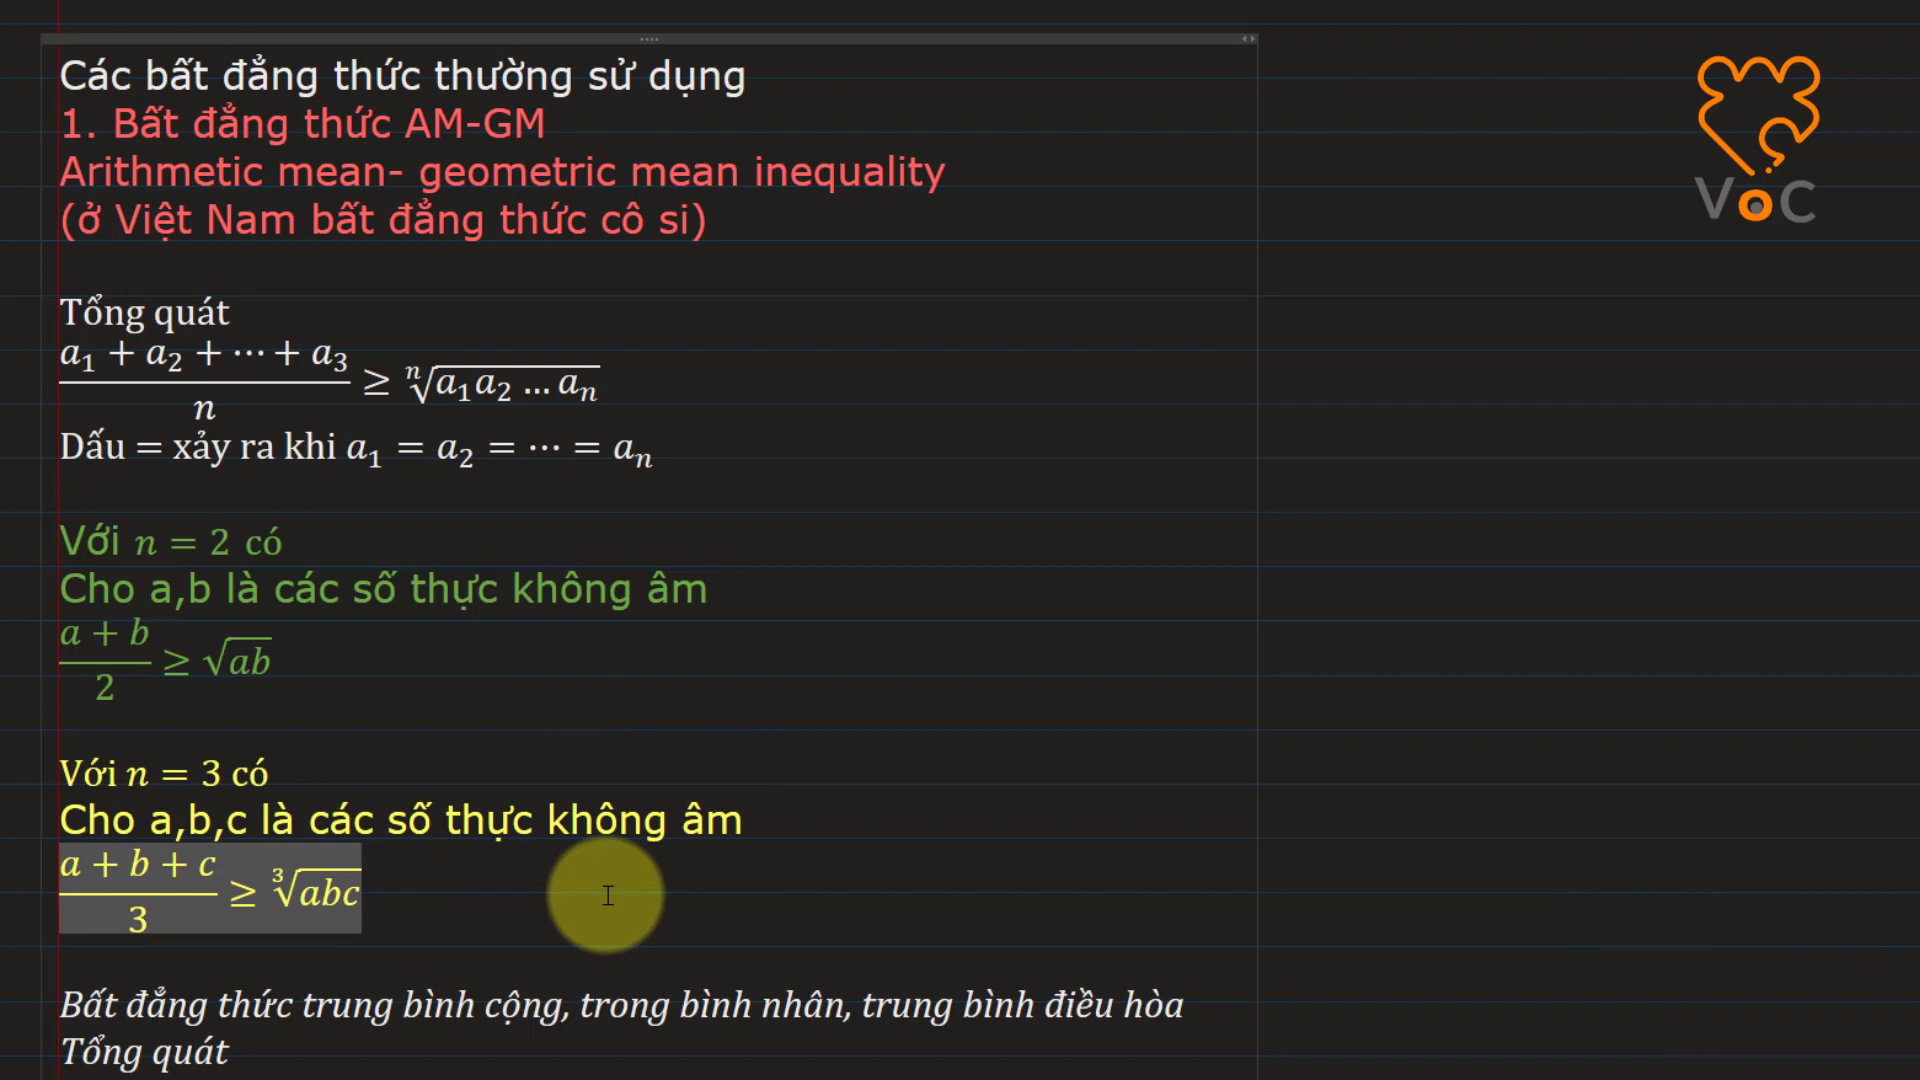 Các bất đẳng thức thường sử dụng
1. Bất đẳng thức AM-GM
Arithmetic mean- geometric mean inequality
(ở Việt Nam bất đẳng thức cô si)
VoC
Tổng quát
(a₁ + a₂ + ⋯ + a₃)/n ≥ ⁿ√(a₁a₂ … aₙ)
Dấu = xảy ra khi a₁ = a₂ = ⋯ = aₙ
Với n = 2 có
Cho a,b là các số thực không âm
(a + b)/2 ≥ √(ab)
Với n = 3 có
Cho a,b,c là các số thực không âm
(a + b + c)/3 ≥ ³√(abc)
Bất đẳng thức trung bình cộng, trong bình nhân, trung bình điều hòa
Tổng quát